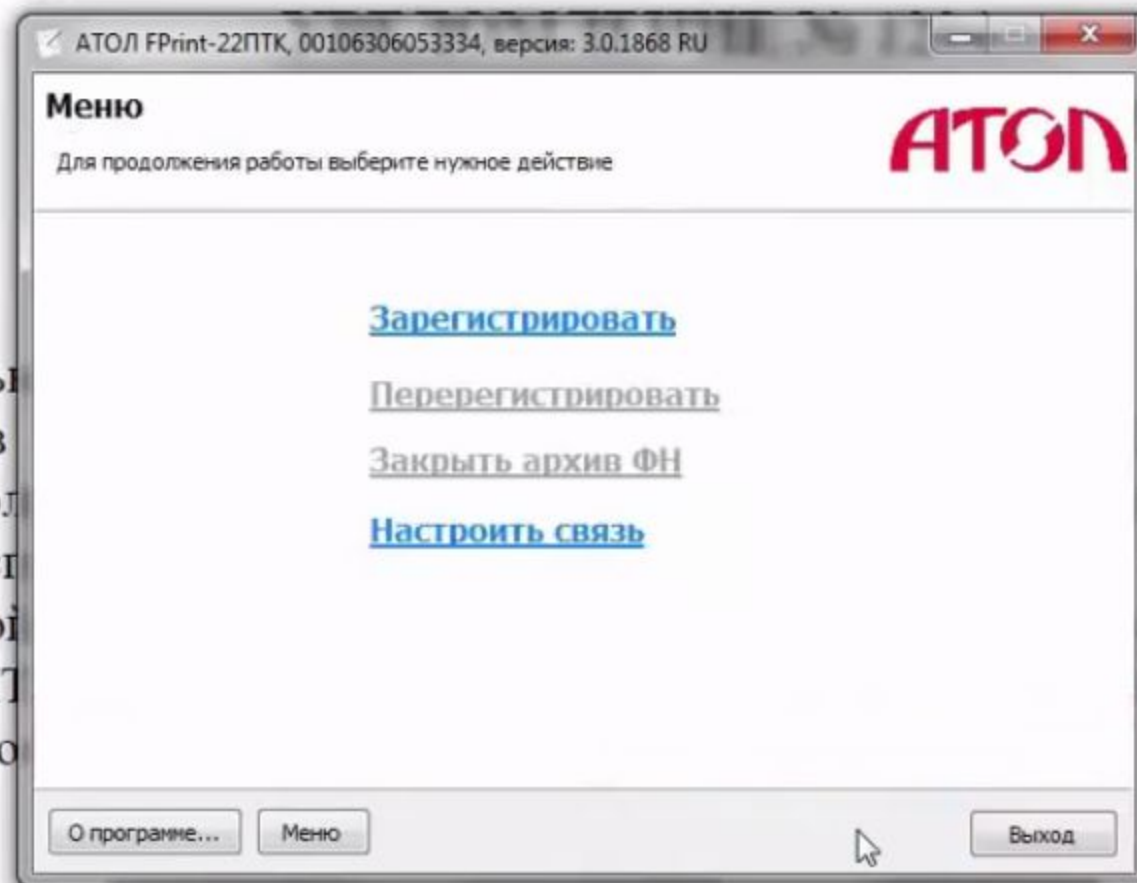 АТОЛ FPrint-22ПТК, 00106306053334, версия: 3.0.1868 RU
Меню
АТОЛ
Для продолжения работы выберите нужное действие
Зарегистрировать
Перерегистрировать
Закрыть архив ФН
Настроить связь
О программе... Меню Выход